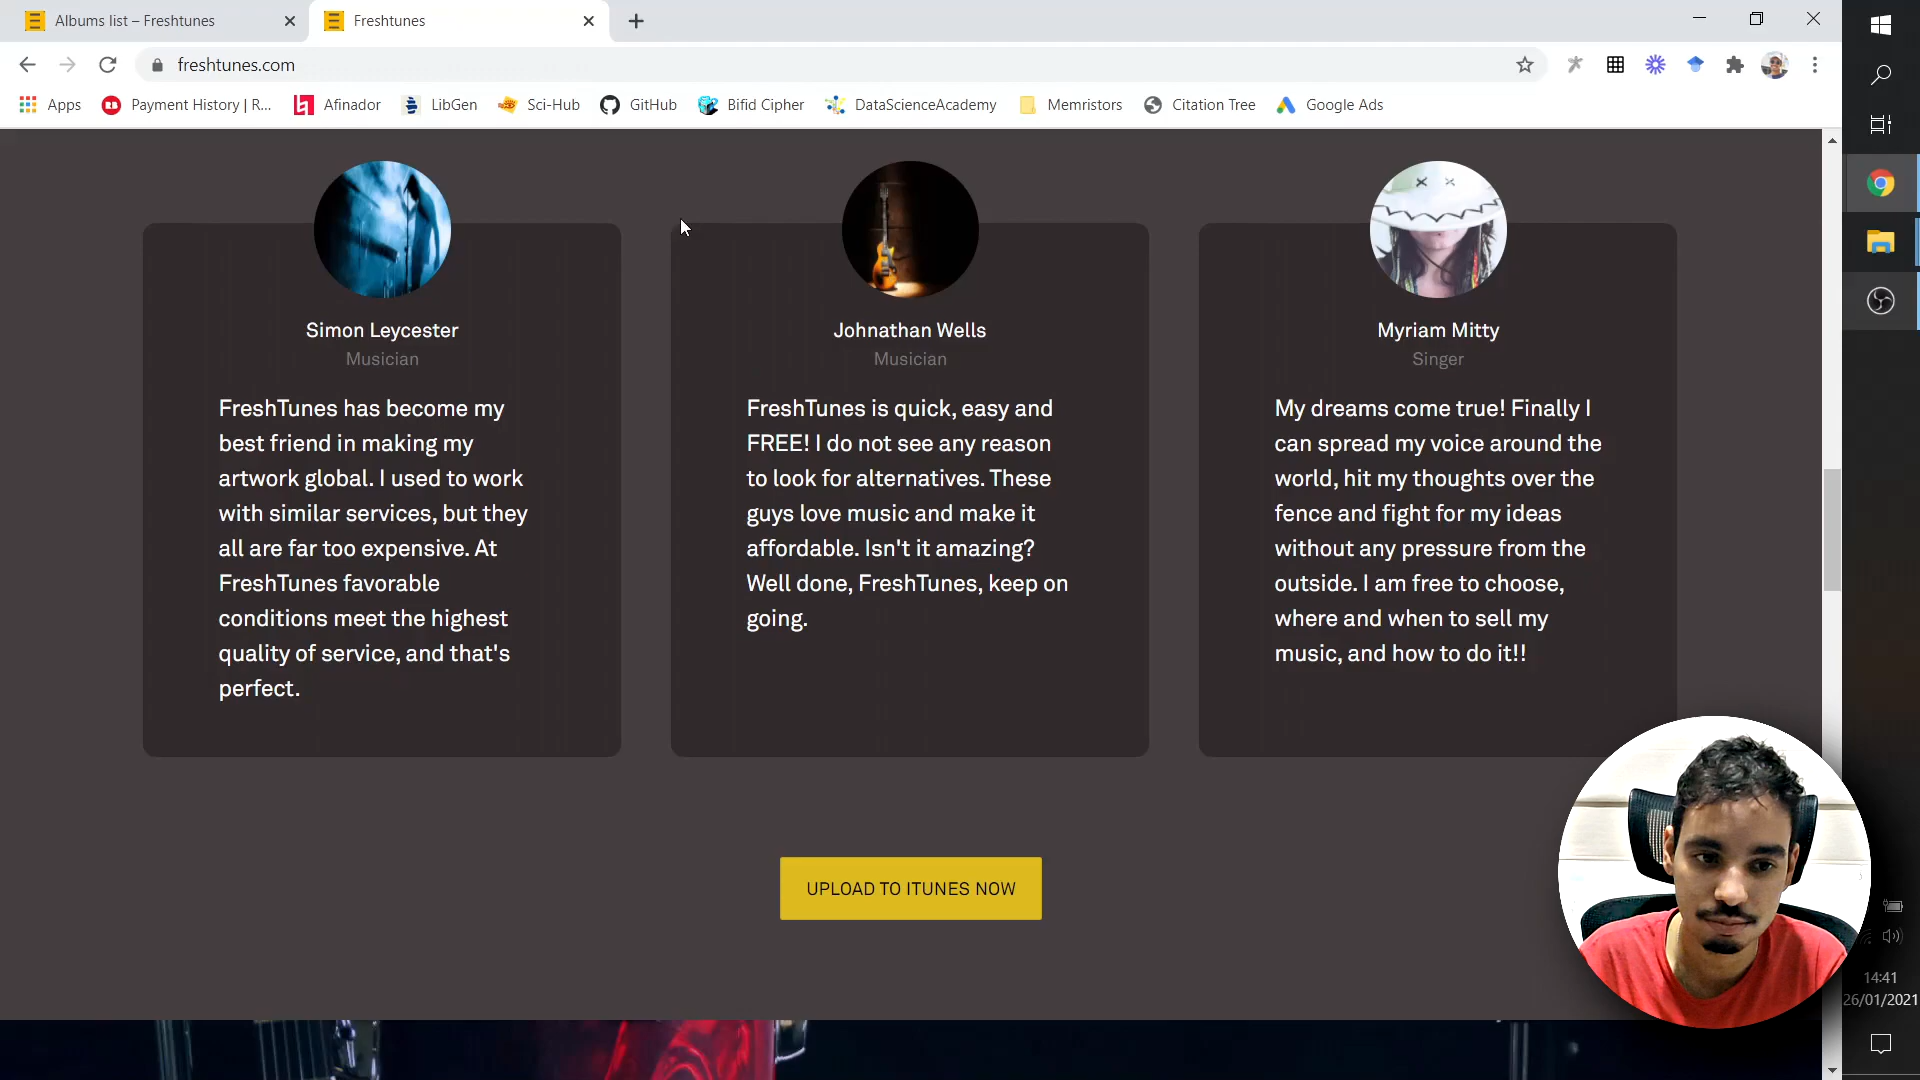 Albums list – Freshtunes
Freshtunes
freshtunes.com
Apps
Payment History | R...
Afinador
LibGen
Sci-Hub
GitHub
Bifid Cipher
DataScienceAcademy
Memristors
Citation Tree
Google Ads
Simon Leycester
Musician
FreshTunes has become my
best friend in making my
artwork global. I used to work
with similar services, but they
all are far too expensive. At
FreshTunes favorable
conditions meet the highest
quality of service, and that's
perfect.
Johnathan Wells
Musician
FreshTunes is quick, easy and
FREE! I do not see any reason
to look for alternatives. These
guys love music and make it
affordable. Isn't it amazing?
Well done, FreshTunes, keep on
going.
Myriam Mitty
Singer
My dreams come true! Finally I
can spread my voice around the
world, hit my thoughts over the
fence and fight for my ideas
without any pressure from the
outside. I am free to choose,
where and when to sell my
music, and how to do it!!
UPLOAD TO ITUNES NOW
14:41
26/01/2021